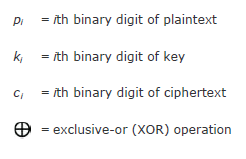 pᵢ = ith binary digit of plaintext
kᵢ = ith binary digit of key
cᵢ = ith binary digit of ciphertext
⊕ = exclusive-or (XOR) operation